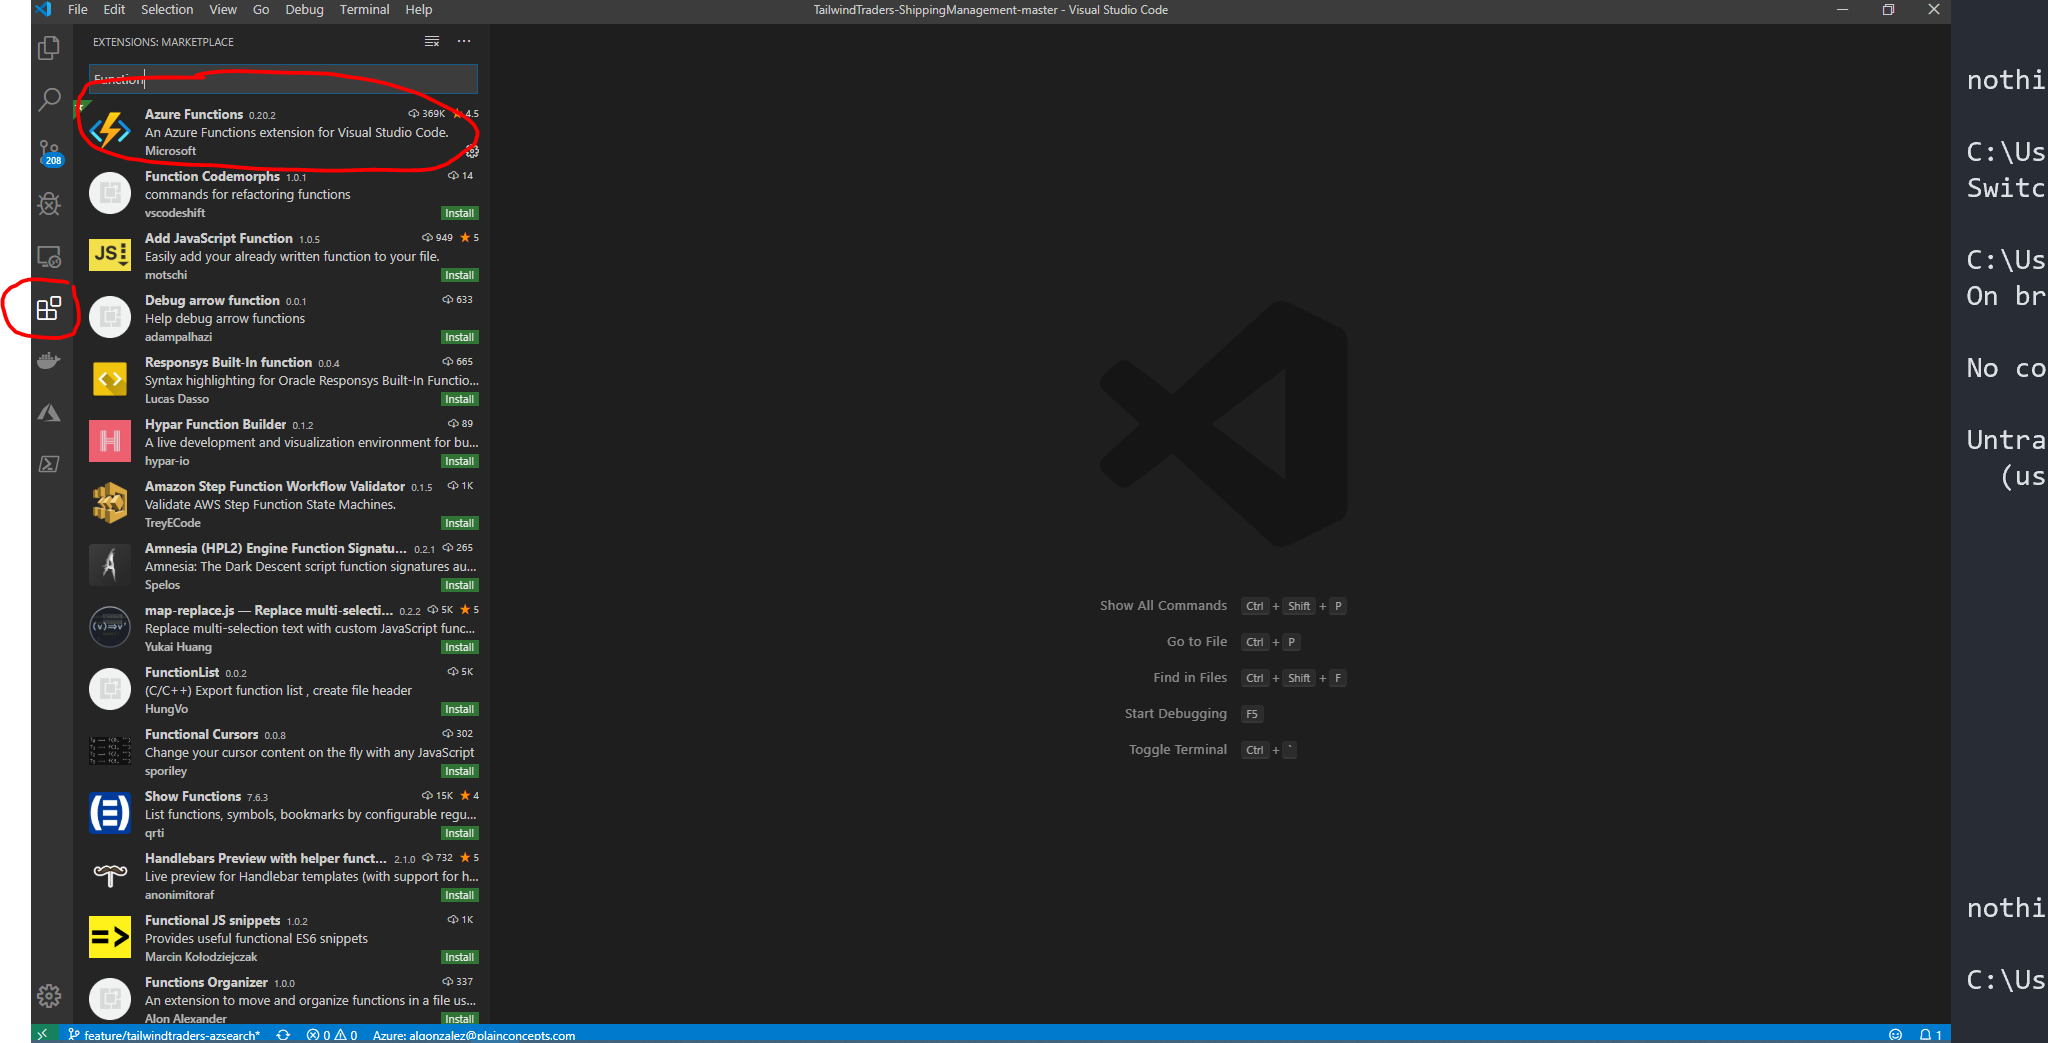 File Edit Selection View Go Debug Terminal Help
TailwindTraders-ShippingManagement-master - Visual Studio Code
EXTENSIONS: MARKETPLACE
Function
Azure Functions 0.20.2 369K 4.5
An Azure Functions extension for Visual Studio Code.
Microsoft
Function Codemorphs 1.0.1 14
commands for refactoring functions
vscodeshift Install
Add JavaScript Function 1.0.5 949 5
Easily add your already written function to your file.
motschi Install
Debug arrow function 0.0.1 633
Help debug arrow functions
adampalhazi Install
Responsys Built-In function 0.0.4 665
Syntax highlighting for Oracle Responsys Built-In Functio...
Lucas Dasso Install
Hypar Function Builder 0.1.2 89
A live development and visualization environment for bu...
hypar-io Install
Amazon Step Function Workflow Validator 0.1.5 1K
Validate AWS Step Function State Machines.
TreyECode Install
Amnesia (HPL2) Engine Function Signatu... 0.2.1 265
Amnesia: The Dark Descent script function signatures au...
Spelos Install
map-replace.js — Replace multi-selecti... 0.2.2 5K 5
Replace multi-selection text with custom JavaScript func...
Yukai Huang Install
FunctionList 0.0.2 5K
(C/C++) Export function list , create file header
HungVo Install
Functional Cursors 0.0.8 302
Change your cursor content on the fly with any JavaScript
sporiley Install
Show Functions 7.6.3 15K 4
List functions, symbols, bookmarks by configurable regu...
qrti Install
Handlebars Preview with helper funct... 2.1.0 732 5
Live preview for Handlebar templates (with support for h...
anonimitoraf Install
Functional JS snippets 1.0.2 1K
Provides useful functional ES6 snippets
Marcin Kołodziejczak Install
Functions Organizer 1.0.0 337
An extension to move and organize functions in a file us...
Alon Alexander Install
208
JS
H
(v)=>v'
=>
Show All Commands Ctrl + Shift + P
Go to File Ctrl + P
Find in Files Ctrl + Shift + F
Start Debugging F5
Toggle Terminal Ctrl + `
nothi
C:\Us
Switc
C:\Us
On br
No co
Untra
(us
nothi
C:\Us
feature/tailwindtraders-azsearch* 0 0 Azure: algonzalez@plainconcepts.com 1